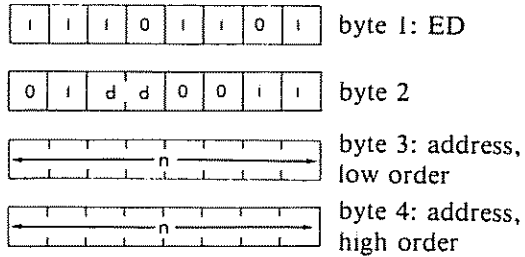 1 1 1 0 1 1 0 1 byte 1: ED
0 1 d d 0 0 1 1 byte 2
n byte 3: address,
low order
n byte 4: address,
high order